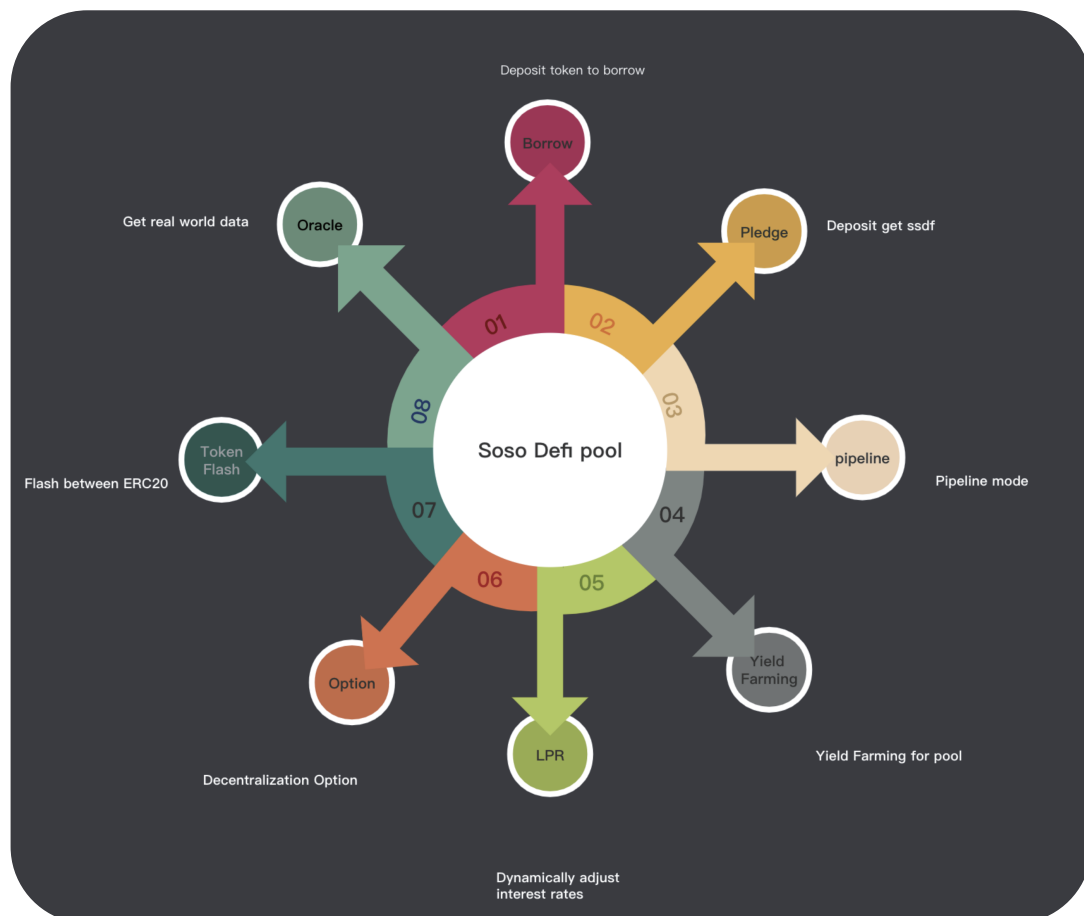 Deposit token to borrow
Borrow
Get real world data
Oracle
Pledge
Deposit get ssdf
01
02
03
08
Soso Defi pool
Token
Flash
Flash between ERC20
pipeline
Pipeline mode
07
04
06
05
Option
Yield
Farming
Decentralization Option
LPR
Yield Farming for pool
Dynamically adjust
interest rates